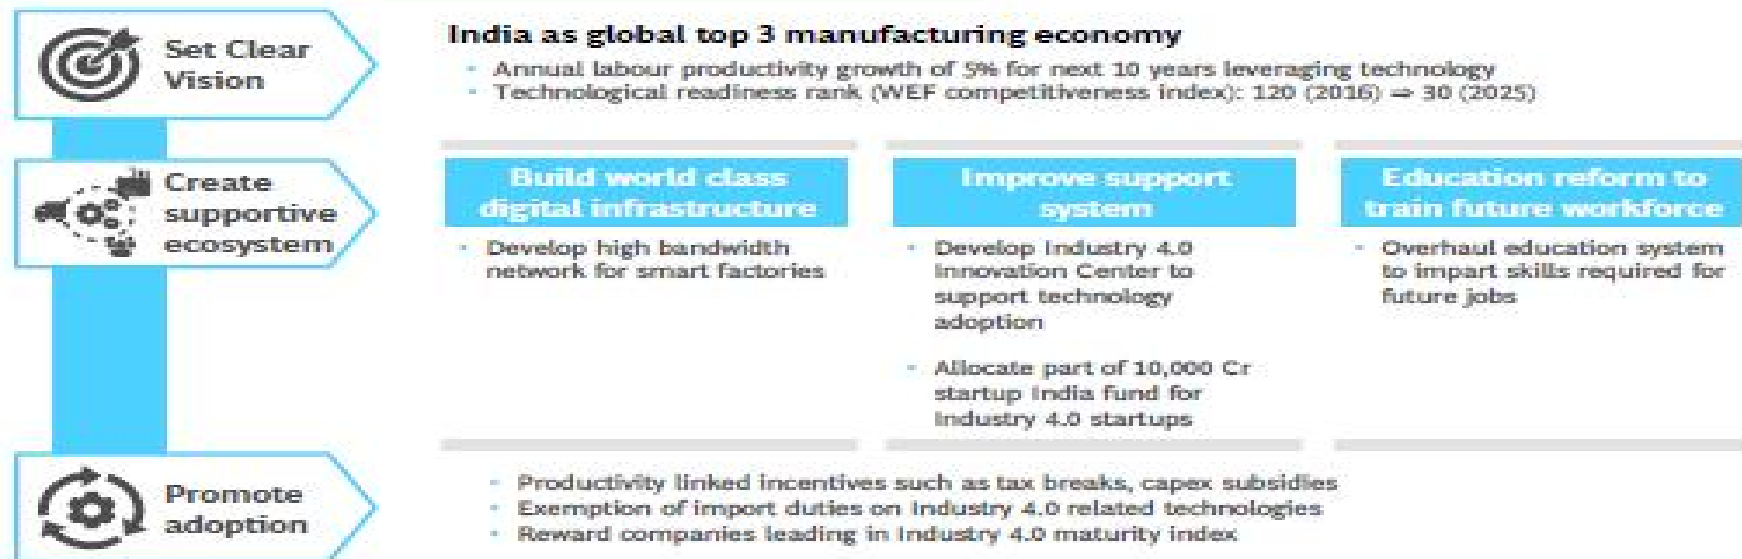 Set Clear
Vision
India as global top 3 manufacturing economy
Annual labour productivity growth of 5% for next 10 years leveraging technology
Technological readiness rank (WEF competitiveness index): 120 (2016) ⇒ 30 (2025)
Create
supportive
ecosystem
Build world class
digital infrastructure
Develop high bandwidth
network for smart factories
Improve support
system
Develop Industry 4.0
Innovation Center to
support technology
adoption
Allocate part of 10,000 Cr
startup India fund for
Industry 4.0 startups
Education reform to
train future workforce
Overhaul education system
to impart skills required for
future jobs
Promote
adoption
Productivity linked incentives such as tax breaks, capex subsidies
Exemption of import duties on Industry 4.0 related technologies
Reward companies leading in Industry 4.0 maturity index